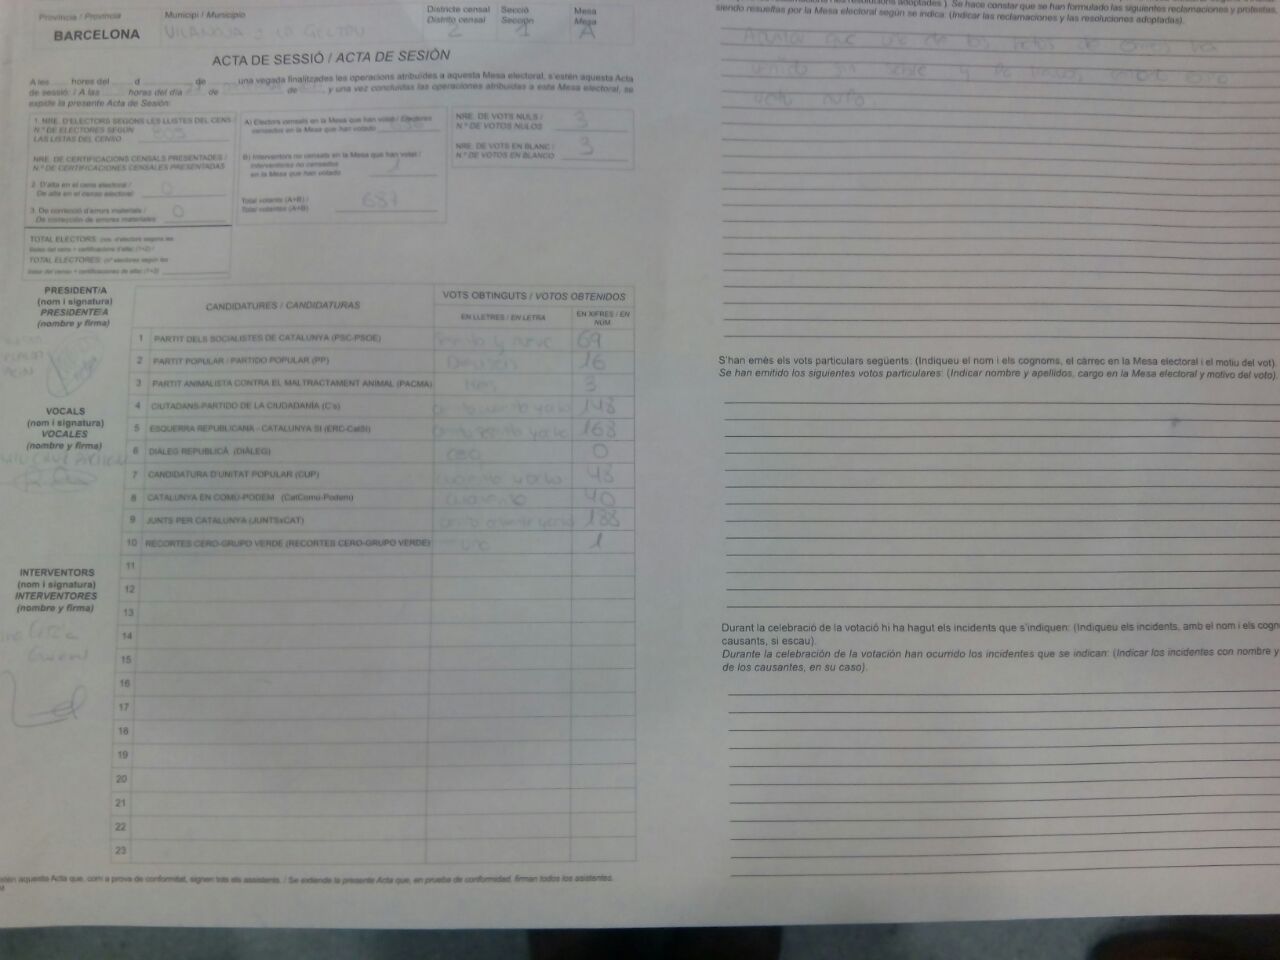 Província / Provincia
Municipi / Municipio
Districte censal
Distrito censal
Secció
Sección
Mesa
Mesa
BARCELONA
VILANOVA I LA GELTRÚ
2
1
A
ACTA DE SESSIÓ / ACTA DE SESIÓN
A les hores del d de una vegada finalitzades les operacions atribuïdes a aquesta Mesa electoral, s'estén aquesta Acta
de sessió: / A las horas del día de de , y una vez concluidas las operaciones atribuidas a este Mesa electoral, se
expide la presente Acta de Sesión:
1. NRE. D'ELECTORS SEGONS LES LLISTES DEL CENS
N.º DE ELECTORES SEGÚN
LAS LISTAS DEL CENSO
NRE. DE CERTIFICACIONS CENSALS PRESENTADES /
N.º DE CERTIFICACIONES CENSALES PRESENTADAS
2. D'alta en el cens electoral /
De alta en el censo electoral: 0
3. De correcció d'errors materials /
De corrección de errores materiales: 0
TOTAL ELECTORS: (nre. d'electors segons les
llistes del cens + certificacions d'alta) (1+2) /
TOTAL ELECTORES: (n.º electores según las
listas del censo + certificaciones de alta) (1+2)
A) Electors censats en la Mesa que han votat / Electores
censados en la Mesa que han votado
B) Interventors no censats en la Mesa que han votat /
Interventores no censados
en la Mesa que han votado 1
Total votants (A+B) /
Total votantes (A+B) 687
NRE. DE VOTS NULS /
N.º DE VOTOS NULOS 3
NRE. DE VOTS EN BLANC /
N.º DE VOTOS EN BLANCO 3
PRESIDENT/A
(nom i signatura)
PRESIDENTE/A
(nombre y firma)
VOCALS
(nom i signatura)
VOCALES
(nombre y firma)
INTERVENTORS
(nom i signatura)
INTERVENTORES
(nombre y firma)
CANDIDATURES / CANDIDATURAS
VOTS OBTINGUTS / VOTOS OBTENIDOS
EN LLETRES / EN LETRA
EN XIFRES / EN NÚM.
1 PARTIT DELS SOCIALISTES DE CATALUNYA (PSC-PSOE) y nueve 69
2 PARTIT POPULAR / PARTIDO POPULAR (PP) Dieciséis 16
3 PARTIT ANIMALISTA CONTRA EL MALTRACTAMENT ANIMAL (PACMA) tres 3
4 CIUTADANS-PARTIDO DE LA CIUDADANÍA (C's) ciento cuarenta y ocho 148
5 ESQUERRA REPUBLICANA - CATALUNYA SÍ (ERC-CatSí) ciento sesenta y ocho 168
6 DIÀLEG REPUBLICÀ (DIÀLEG) cero 0
7 CANDIDATURA D'UNITAT POPULAR (CUP) cuarenta y ocho 48
8 CATALUNYA EN COMÚ-PODEM (CatComú-Podem) cuarenta 40
9 JUNTS PER CATALUNYA (JUNTSxCAT) ciento ochenta y ocho 188
10 RECORTES CERO-GRUPO VERDE (RECORTES CERO-GRUPO VERDE) uno 1
11
12
13
14
15
16
17
18
19
20
21
22
23
estén aquesta Acta que, com a prova de conformitat, signen tots els assistents. / Se extiende la presente Acta que, en prueba de conformidad, firman todos los asistentes.
resoluciones adoptades ). Se hace constar que se han formulado las siguientes reclamaciones y protestas,
siendo resueltas por la Mesa electoral según se indica: (Indicar las reclamaciones y las resoluciones adoptadas).
que uno de los votos de
y
voto nulo.
S'han emès els vots particulars següents: (Indiqueu el nom i els cognoms, el càrrec en la Mesa electoral i el motiu del vot).
Se han emitido los siguientes votos particulares: (Indicar nombre y apellidos, cargo en la Mesa electoral y motivo del voto).
Durant la celebració de la votació hi ha hagut els incidents que s'indiquen: (Indiqueu els incidents, amb el nom i els cogno
causants, si escau).
Durante la celebración de la votación han ocurrido los incidentes que se indican: (Indicar los incidentes con nombre y
de los causantes, en su caso).